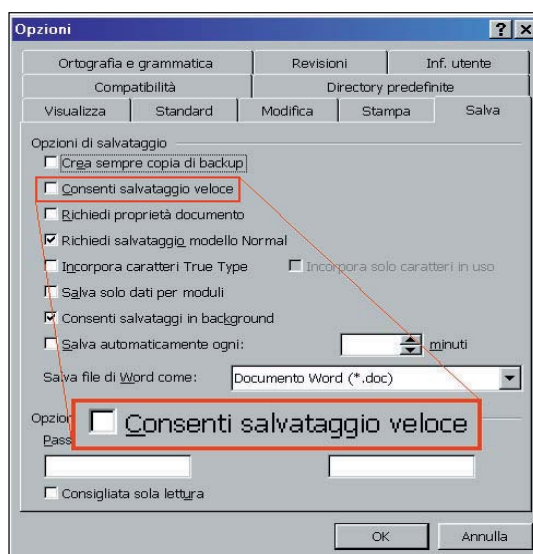 Opzioni
Ortografia e grammatica Revisioni Inf. utente
Compatibilità Directory predefinite
Visualizza Standard Modifica Stampa Salva
Opzioni di salvataggio
Crea sempre copia di backup
Consenti salvataggio veloce
Richiedi proprietà documento
Richiedi salvataggio modello Normal
Incorpora caratteri True Type Incorpora solo caratteri in uso
Salva solo dati per moduli
Consenti salvataggi in background
Salva automaticamente ogni: minuti
Salva file di Word come: Documento Word (*.doc)
Opzion
Consenti salvataggio veloce
Pass
Consigliata sola lettura
OK Annulla